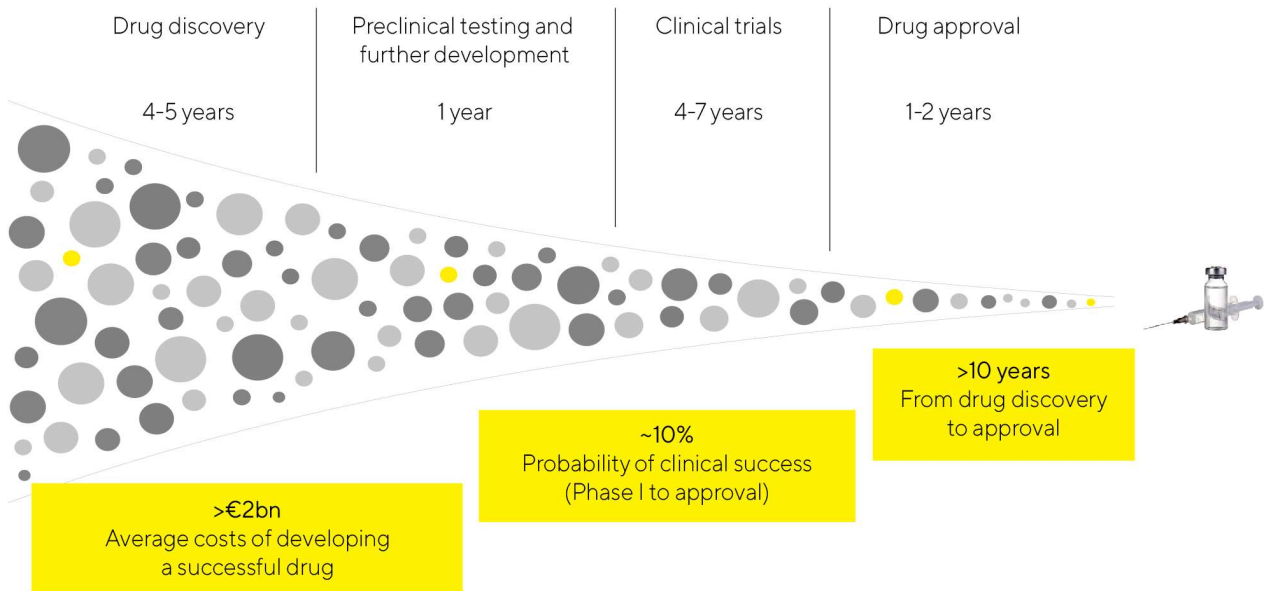 Drug discovery
4-5 years
Preclinical testing and
further development
1 year
Clinical trials
4-7 years
Drug approval
1-2 years
>€2bn
Average costs of developing
a successful drug
~10%
Probability of clinical success
(Phase I to approval)
>10 years
From drug discovery
to approval